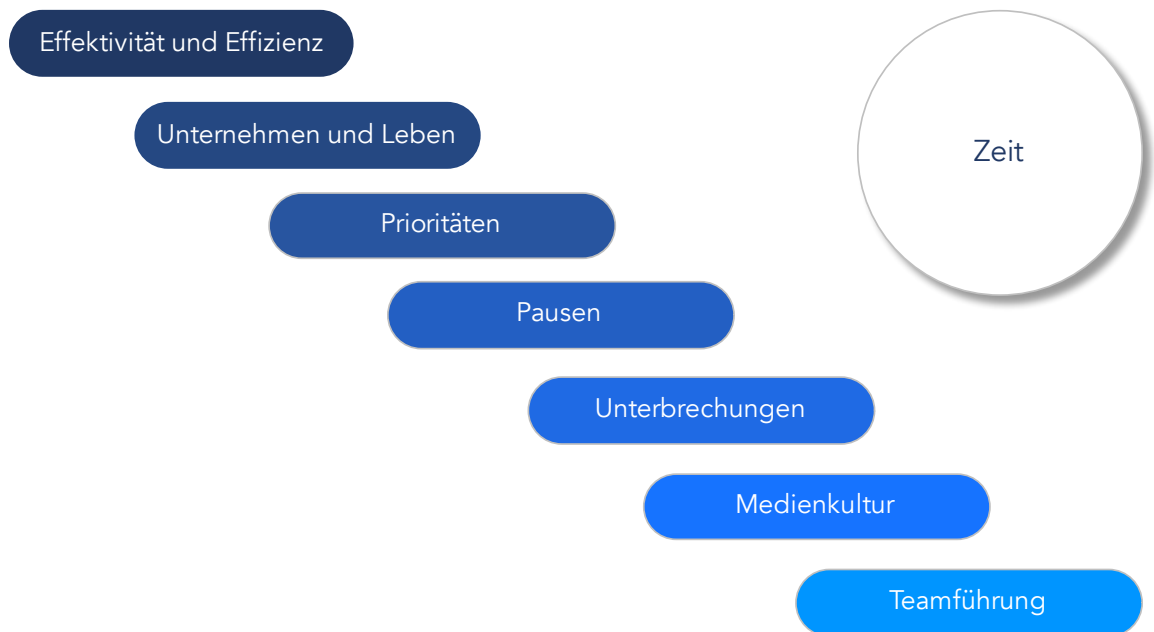 Effektivität und Effizienz
Unternehmen und Leben
Zeit
Prioritäten
Pausen
Unterbrechungen
Medienkultur
Teamführung